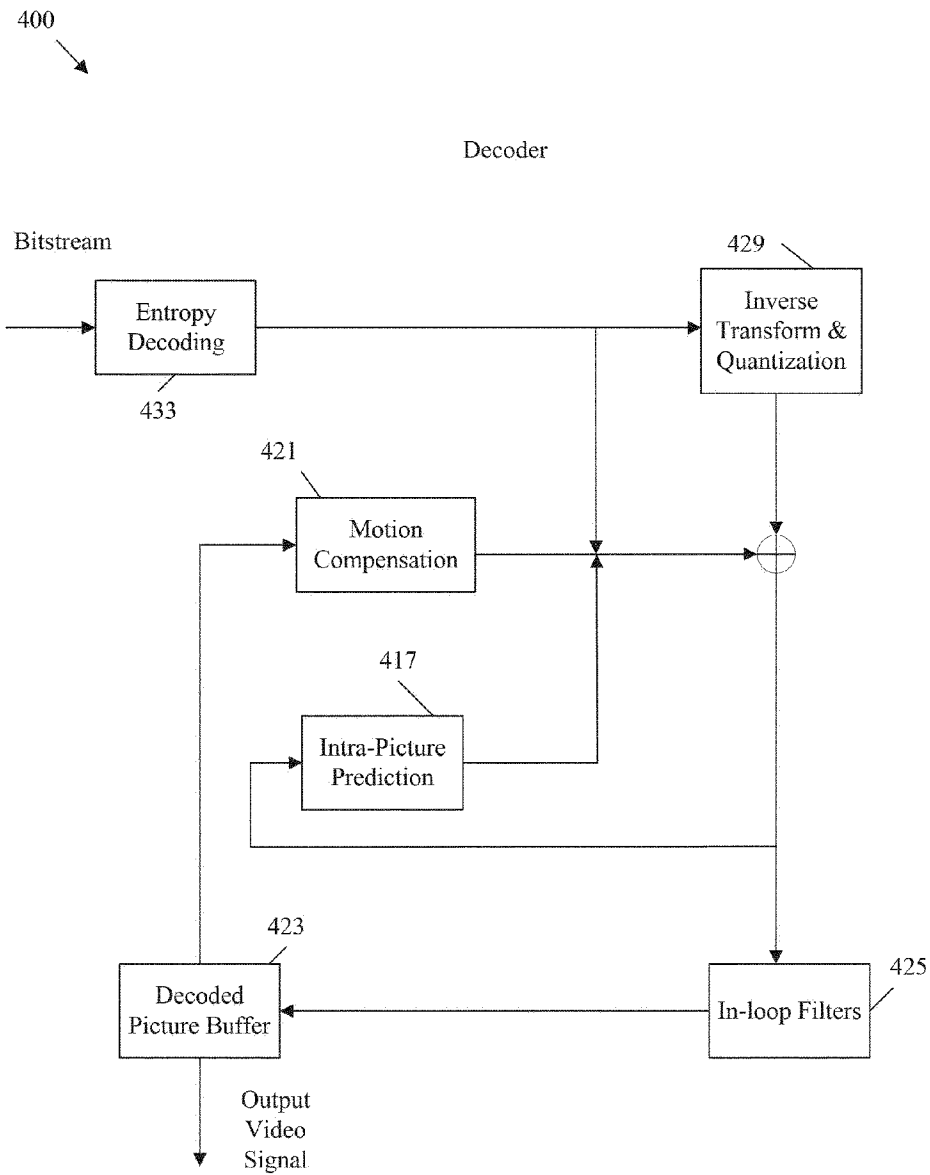 400
Decoder
Bitstream
429
Entropy
Decoding
433
Inverse
Transform &
Quantization
421
Motion
Compensation
417
Intra-Picture
Prediction
423
Decoded
Picture Buffer
425
In-loop Filters
Output
Video
Signal